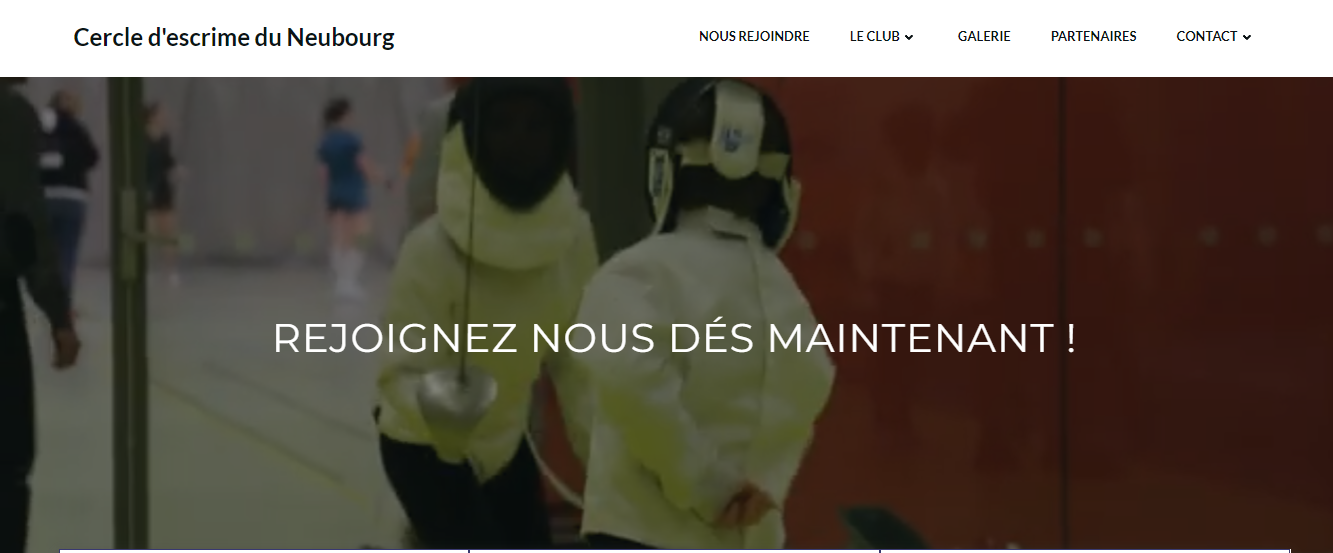 Cercle d'escrime du Neubourg
NOUS REJOINDRE LE CLUB GALERIE PARTENAIRES CONTACT
REJOIGNEZ NOUS DÉS MAINTENANT !